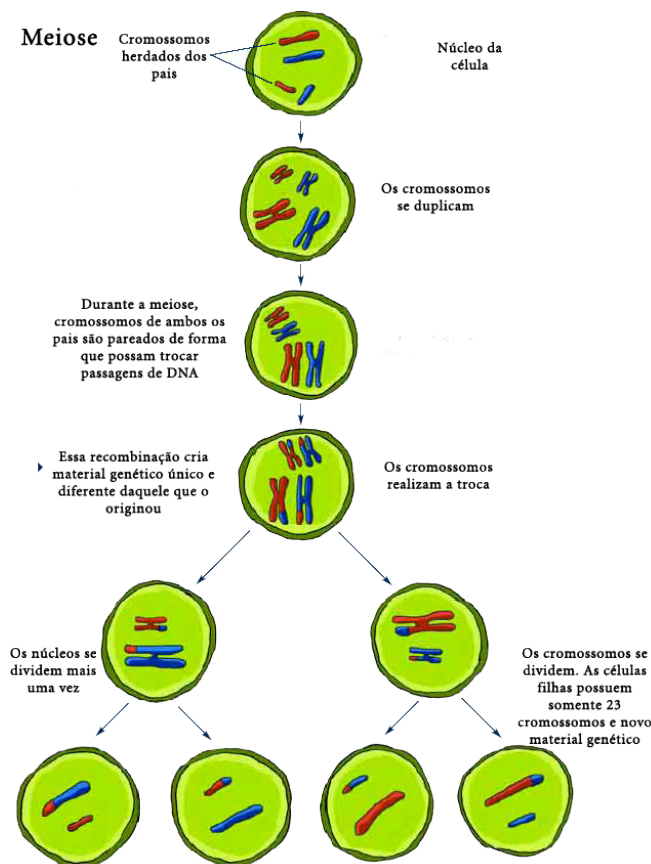 Meiose
Cromossomos
herdados dos
pais
Núcleo da
célula
Os cromossomos
se duplicam
Durante a meiose,
cromossomos de ambos os
pais são pareados de forma
que possam trocar
passagens de DNA
Essa recombinação cria
material genético único e
diferente daquele que o
originou
Os cromossomos
realizam a troca
Os núcleos se
dividem mais
uma vez
Os cromossomos se
dividem. As células
filhas possuem
somente 23
cromossomos e novo
material genético